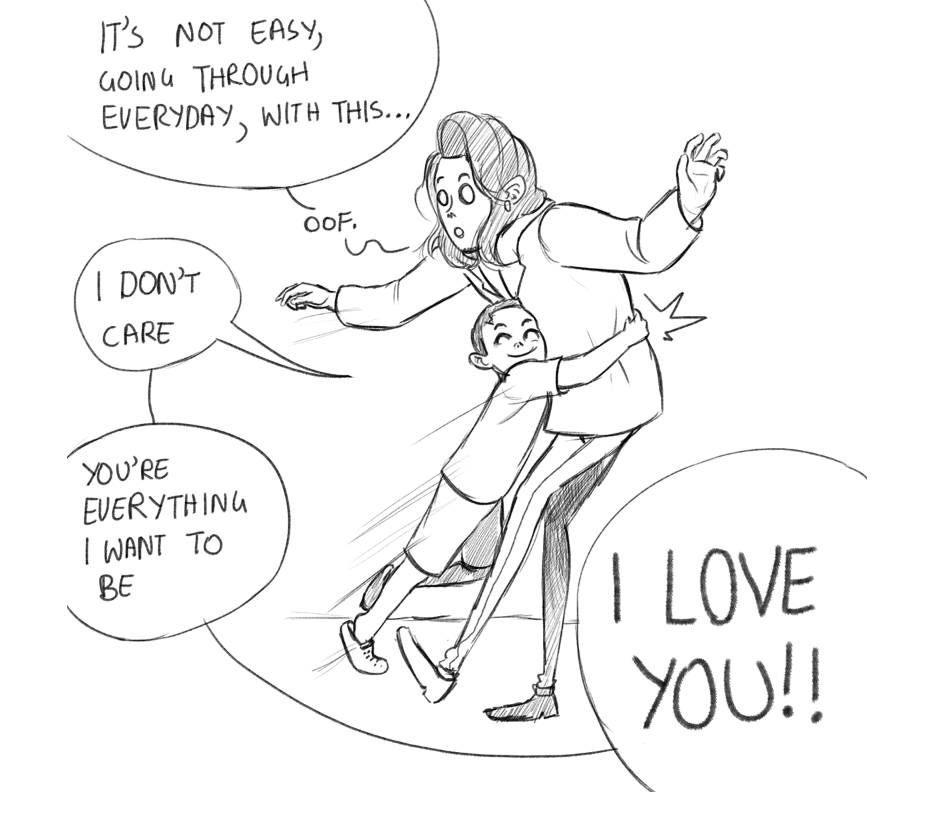 IT'S NOT EASY,
GOING THROUGH
EVERYDAY, WITH THIS...
OOF.
I DON'T
CARE
YOU'RE
EVERYTHING
I WANT TO
BE
I LOVE
YOU!!